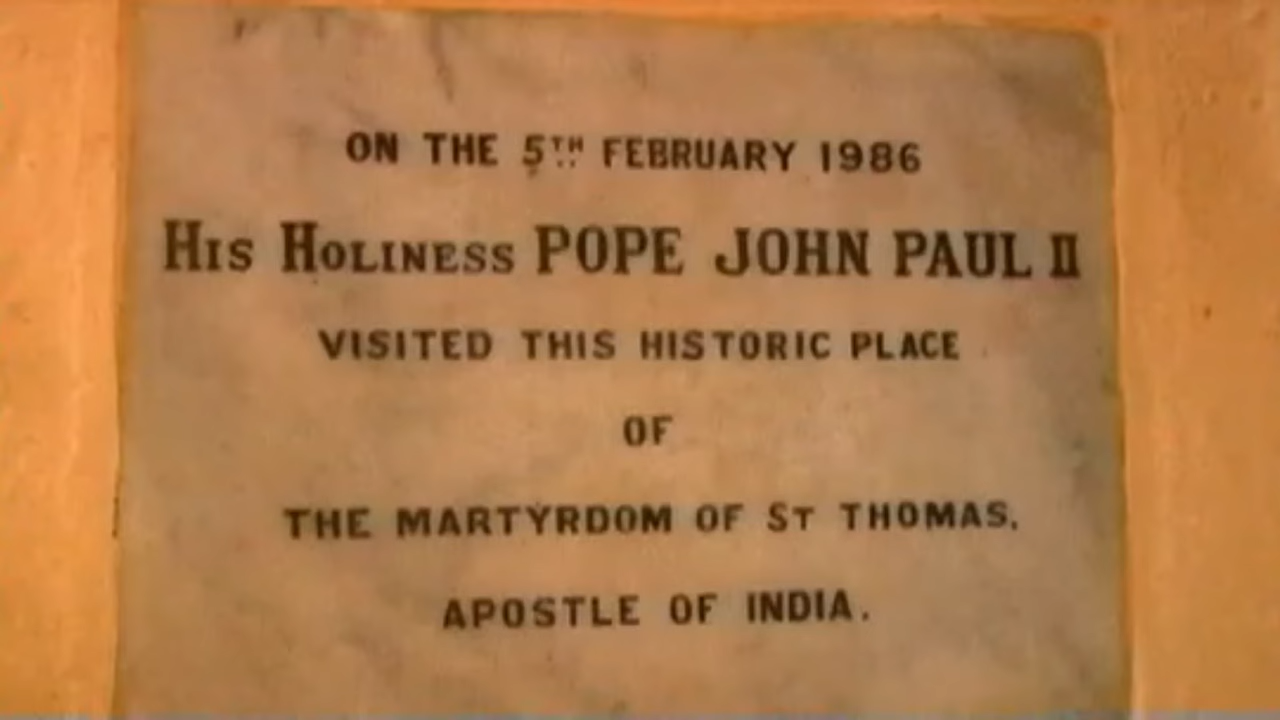 ON THE 5TH FEBRUARY 1986
HIS HOLINESS POPE JOHN PAUL II
VISITED THIS HISTORIC PLACE
OF
THE MARTYRDOM OF ST THOMAS,
APOSTLE OF INDIA.